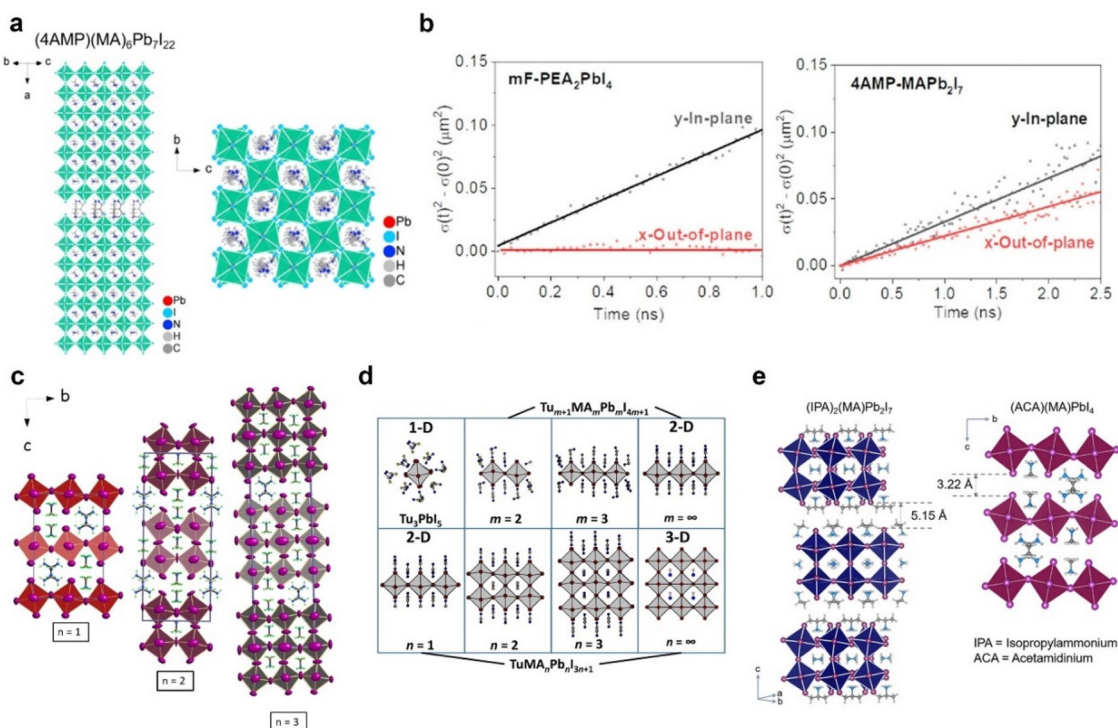 a
(4AMP)(MA)₆Pb₇I₂₂
b c
a
b
c
Pb
I
N
H
C
Pb
I
N
H
C
b
mF-PEA₂PbI₄
y-In-plane
x-Out-of-plane
σ(t)² - σ(0)² (μm²)
0.15
0.10
0.05
0.00
0.0 0.2 0.4 0.6 0.8 1.0
Time (ns)
4AMP-MAPb₂I₇
y-In-plane
x-Out-of-plane
σ(t)² - σ(0)² (μm²)
0.15
0.10
0.05
0.00
0.0 0.5 1.0 1.5 2.0 2.5
Time (ns)
c
b
c
n = 1
n = 2
n = 3
d
Tuₘ₊₁MAₘPbₘI₄ₘ₊₁
1-D
2-D
Tu₃PbI₅
m = 2
m = 3
m = ∞
2-D
3-D
n = 1
n = 2
n = 3
n = ∞
TuMAₙPbₙI₃ₙ₊₁
e
(IPA)₂(MA)Pb₂I₇
(ACA)(MA)PbI₄
b
c
3.22 Å
5.15 Å
IPA = Isopropylammonium
ACA = Acetamidinium
c
a
b